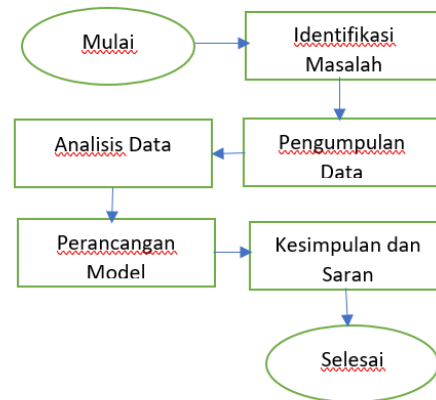 Mulai
Identifikasi
Masalah
Pengumpulan
Data
Analisis Data
Perancangan
Model
Kesimpulan dan
Saran
Selesai